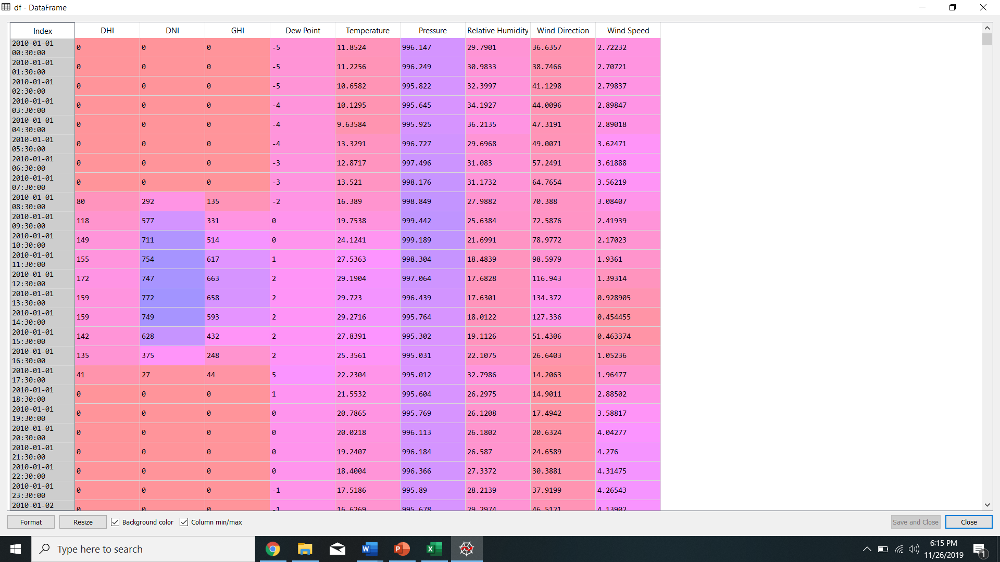 df - DataFrame
Index DHI DNI GHI Dew Point Temperature Pressure Relative Humidity Wind Direction Wind Speed
2010-01-01 00:30:00 0 0 0 -5 11.8524 996.147 29.7901 36.6357 2.72232
2010-01-01 01:30:00 0 0 0 -5 11.2256 996.249 30.9833 38.7466 2.70721
2010-01-01 02:30:00 0 0 0 -5 10.6582 995.822 32.3997 41.1298 2.79837
2010-01-01 03:30:00 0 0 0 -4 10.1295 995.645 34.1927 44.0096 2.89847
2010-01-01 04:30:00 0 0 0 -4 9.63584 995.925 36.2135 47.3191 2.89018
2010-01-01 05:30:00 0 0 0 -4 13.3291 996.727 29.6968 49.0071 3.62471
2010-01-01 06:30:00 0 0 0 -3 12.8717 997.496 31.083 57.2491 3.61888
2010-01-01 07:30:00 0 0 0 -3 13.521 998.176 31.1732 64.7654 3.56219
2010-01-01 08:30:00 80 292 135 -2 16.389 998.849 27.9882 70.388 3.08407
2010-01-01 09:30:00 118 577 331 0 19.7538 999.442 25.6384 72.5876 2.41939
2010-01-01 10:30:00 149 711 514 0 24.1241 999.189 21.6991 78.9772 2.17023
2010-01-01 11:30:00 155 754 617 1 27.5363 998.304 18.4839 98.5979 1.9361
2010-01-01 12:30:00 172 747 663 2 29.1904 997.064 17.6828 116.943 1.39314
2010-01-01 13:30:00 159 772 658 2 29.723 996.439 17.6301 134.372 0.928905
2010-01-01 14:30:00 159 749 593 2 29.2716 995.764 18.0122 127.336 0.454455
2010-01-01 15:30:00 142 628 432 2 27.8391 995.302 19.1126 51.4306 0.463374
2010-01-01 16:30:00 135 375 248 2 25.3561 995.031 22.1075 26.6403 1.05236
2010-01-01 17:30:00 41 27 44 5 22.2304 995.012 32.7986 14.2063 1.96477
2010-01-01 18:30:00 0 0 0 1 21.5532 995.604 26.2975 14.9011 2.88502
2010-01-01 19:30:00 0 0 0 0 20.7865 995.769 26.1208 17.4942 3.58817
2010-01-01 20:30:00 0 0 0 0 20.0218 996.113 26.1802 20.6324 4.04277
2010-01-01 21:30:00 0 0 0 0 19.2407 996.184 26.587 24.6589 4.276
2010-01-01 22:30:00 0 0 0 0 18.4004 996.366 27.3372 30.3881 4.31475
2010-01-01 23:30:00 0 0 0 -1 17.5186 995.89 28.2139 37.9199 4.26543
2010-01-02 0 0 0 -1 16.6269 995.678 29.2974 46.5121 4.13902
Format Resize Background color Column min/max Save and Close Close
Type here to search
6:15 PM
11/26/2019
1